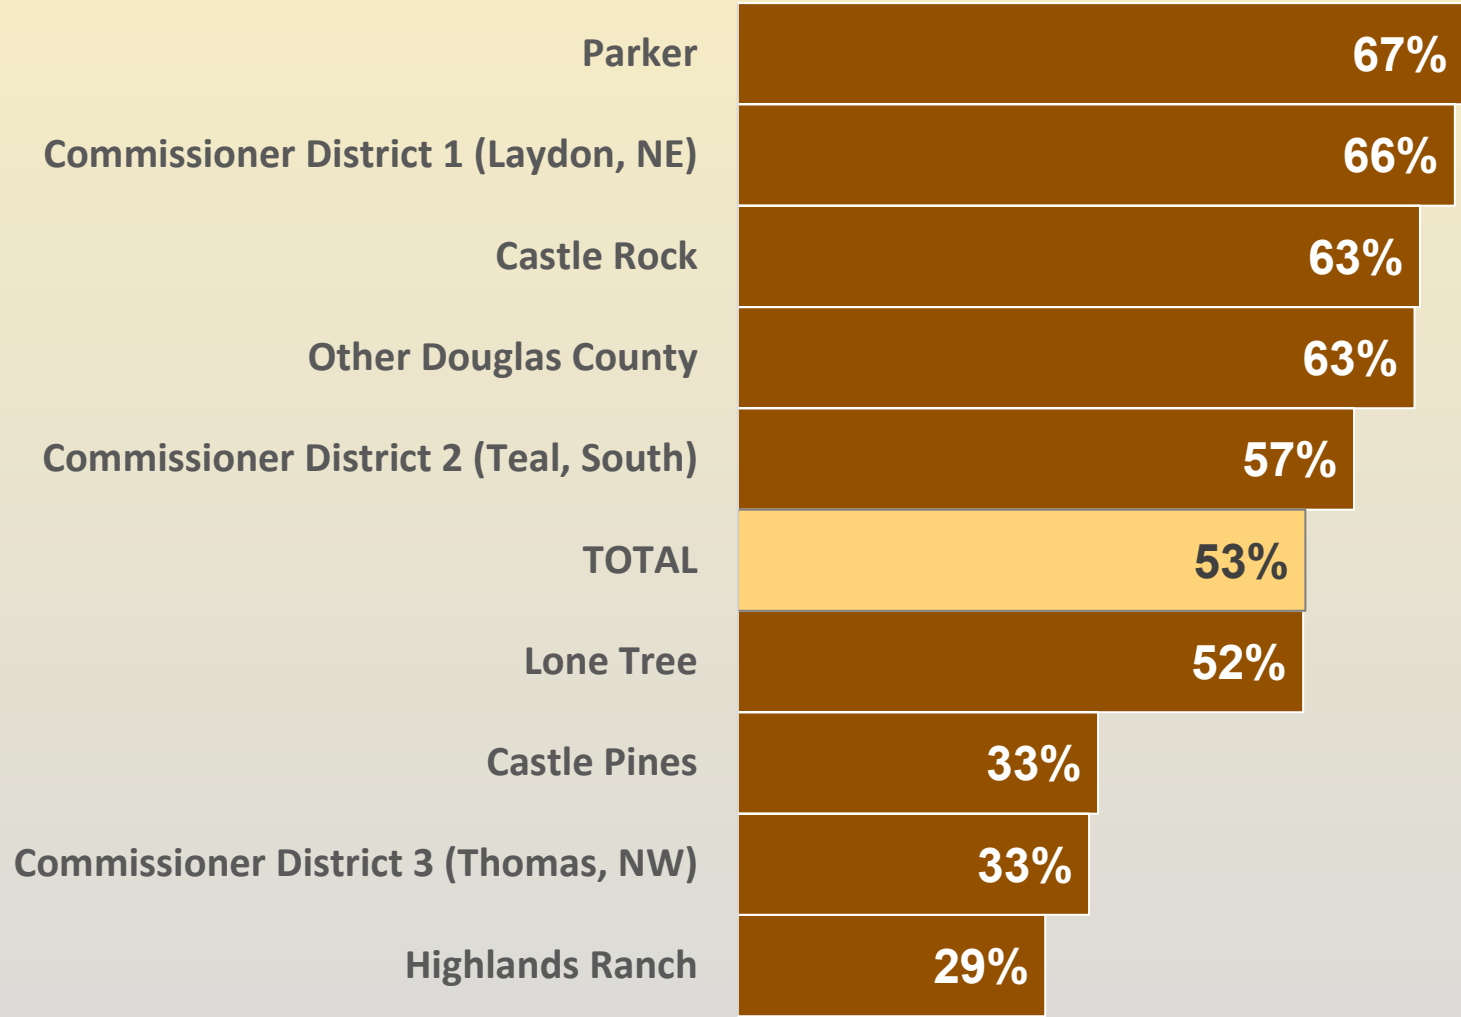 Parker 67%
Commissioner District 1 (Laydon, NE) 66%
Castle Rock 63%
Other Douglas County 63%
Commissioner District 2 (Teal, South) 57%
TOTAL 53%
Lone Tree 52%
Castle Pines 33%
Commissioner District 3 (Thomas, NW) 33%
Highlands Ranch 29%